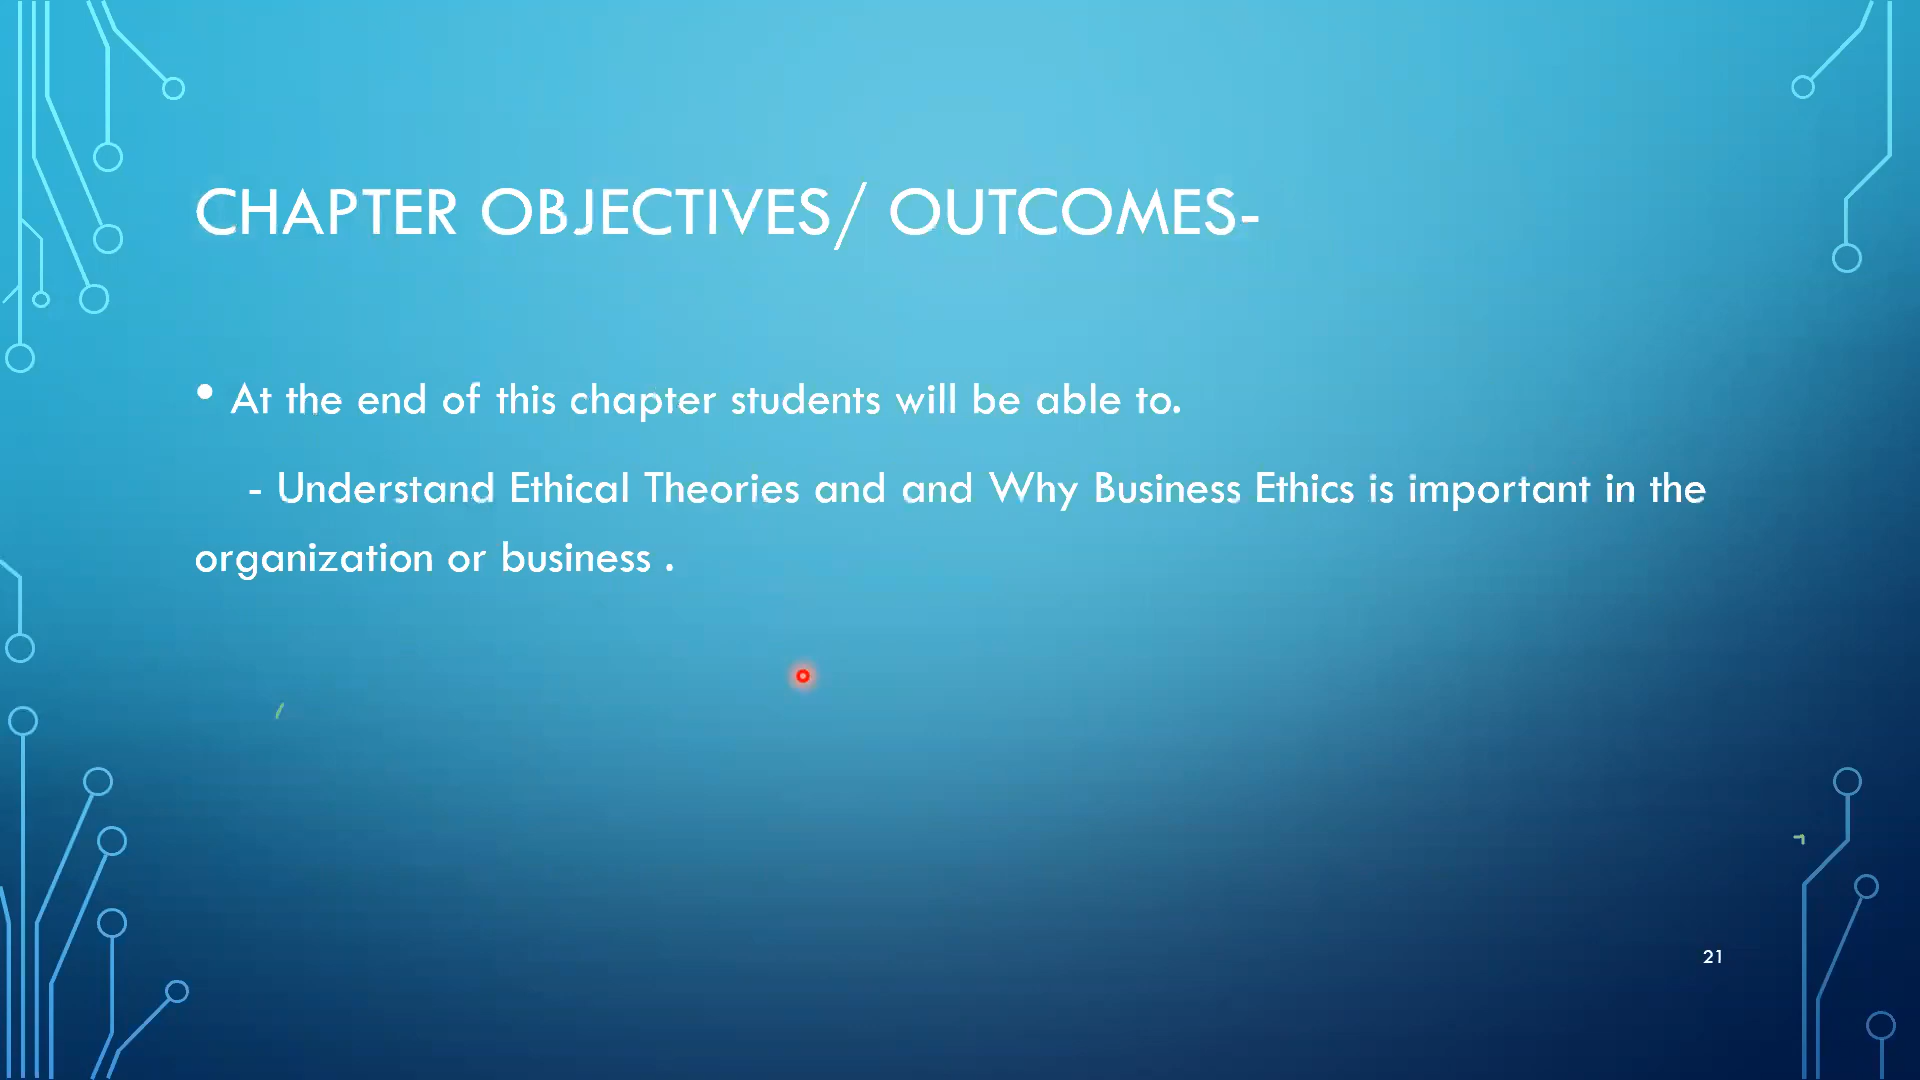 CHAPTER OBJECTIVES/ OUTCOMES-
• At the end of this chapter students will be able to.
- Understand Ethical Theories and and Why Business Ethics is important in the
organization or business .
21